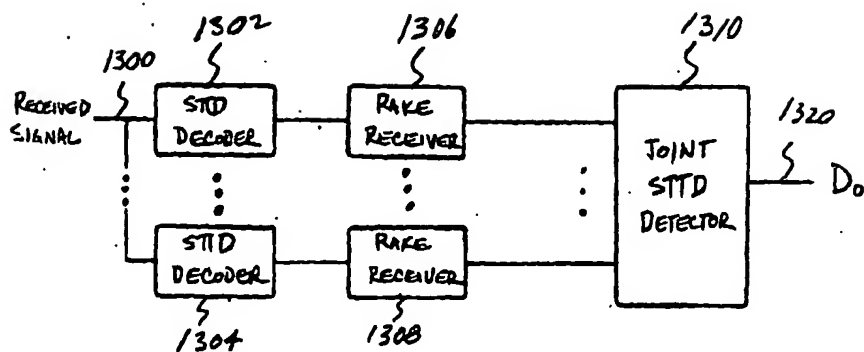 1302
1306
1310
1300
RECEIVED
SIGNAL
STTD
DECODER
RAKE
RECEIVER
JOINT
STTD
DETECTOR
1320
D₀
STTD
DECODER
RAKE
RECEIVER
1304
1308